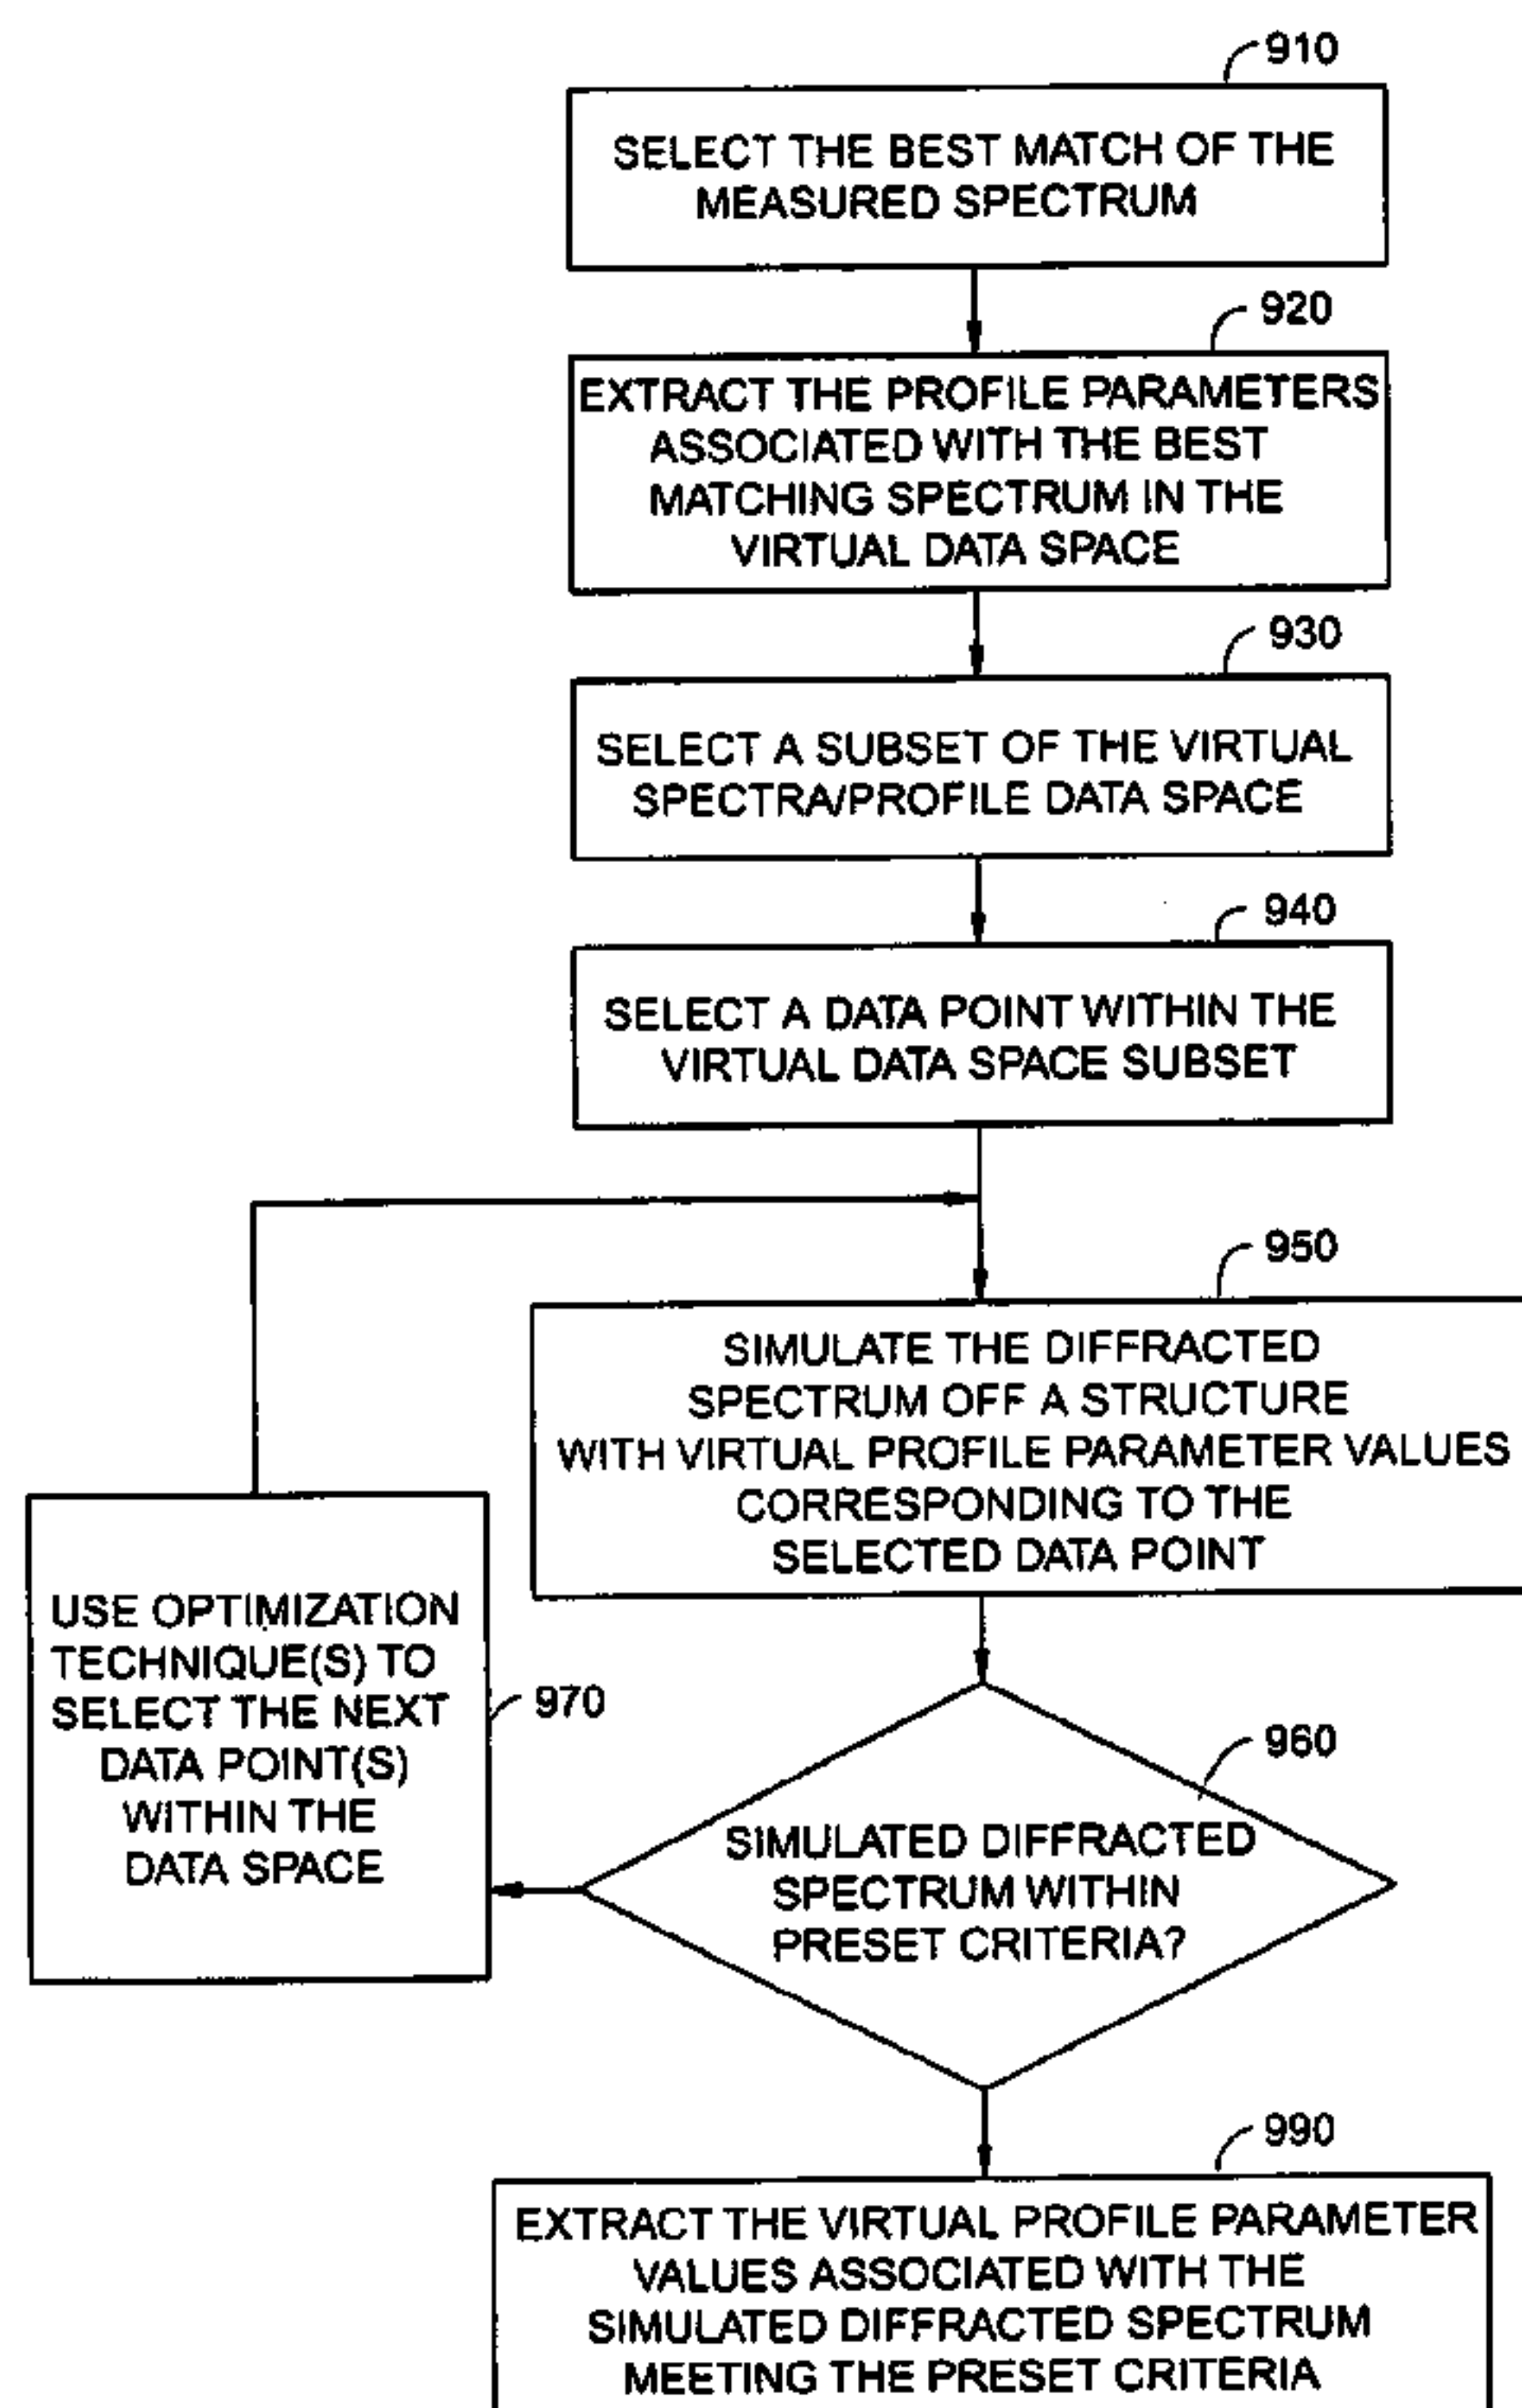 910
SELECT THE BEST MATCH OF THE
MEASURED SPECTRUM
920
EXTRACT THE PROFILE PARAMETERS
ASSOCIATED WITH THE BEST
MATCHING SPECTRUM IN THE
VIRTUAL DATA SPACE
930
SELECT A SUBSET OF THE VIRTUAL
SPECTRA/PROFILE DATA SPACE
940
SELECT A DATA POINT WITHIN THE
VIRTUAL DATA SPACE SUBSET
950
SIMULATE THE DIFFRACTED
SPECTRUM OFF A STRUCTURE
WITH VIRTUAL PROFILE PARAMETER VALUES
CORRESPONDING TO THE
SELECTED DATA POINT
USE OPTIMIZATION
TECHNIQUE(S) TO
SELECT THE NEXT
DATA POINT(S)
WITHIN THE
DATA SPACE
970
960
SIMULATED DIFFRACTED
SPECTRUM WITHIN
PRESET CRITERIA?
990
EXTRACT THE VIRTUAL PROFILE PARAMETER
VALUES ASSOCIATED WITH THE
SIMULATED DIFFRACTED SPECTRUM
MEETING THE PRESET CRITERIA